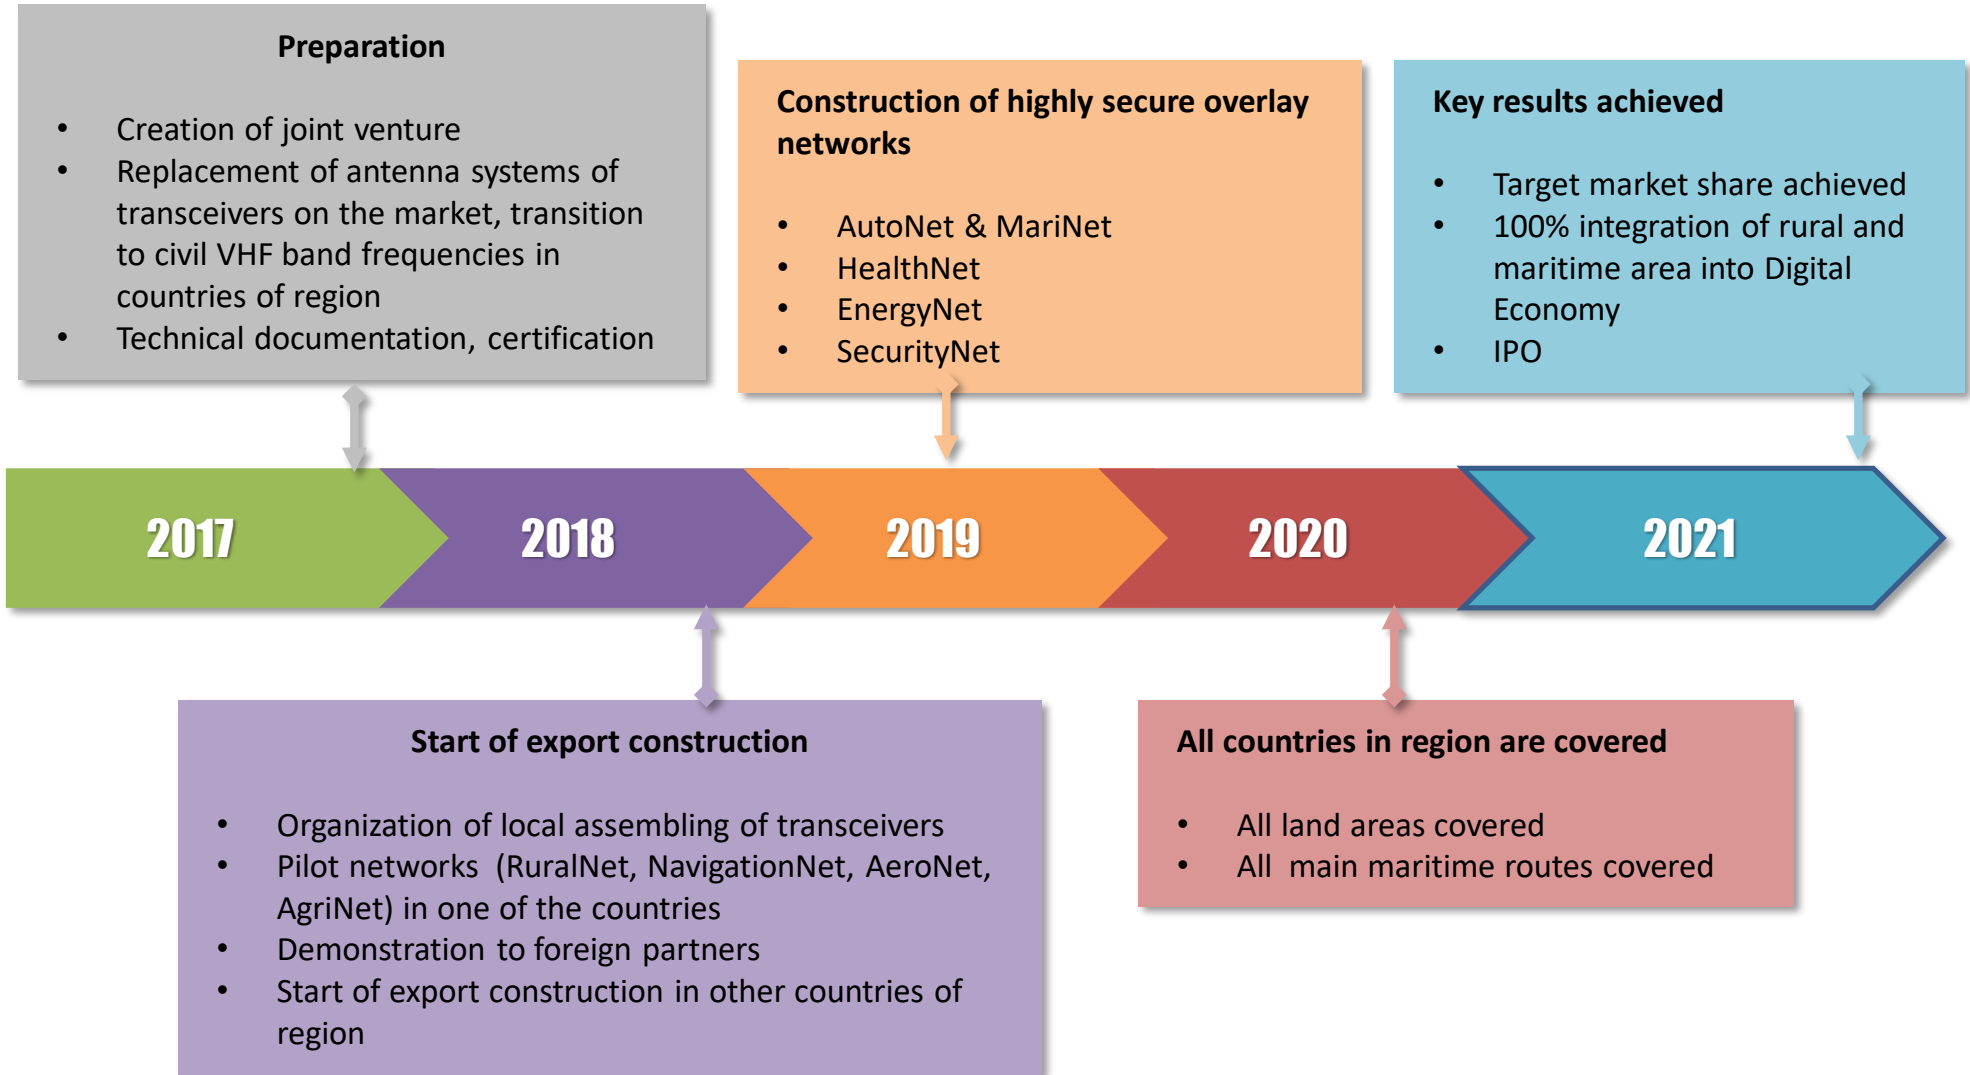 Preparation
• Creation of joint venture
• Replacement of antenna systems of
transceivers on the market, transition
to civil VHF band frequencies in
countries of region
• Technical documentation, certification
Construction of highly secure overlay
networks
• AutoNet & MariNet
• HealthNet
• EnergyNet
• SecurityNet
Key results achieved
• Target market share achieved
• 100% integration of rural and
maritime area into Digital
Economy
• IPO
2017
2018
2019
2020
2021
Start of export construction
• Organization of local assembling of transceivers
• Pilot networks (RuralNet, NavigationNet, AeroNet,
AgriNet) in one of the countries
• Demonstration to foreign partners
• Start of export construction in other countries of
region
All countries in region are covered
• All land areas covered
• All main maritime routes covered